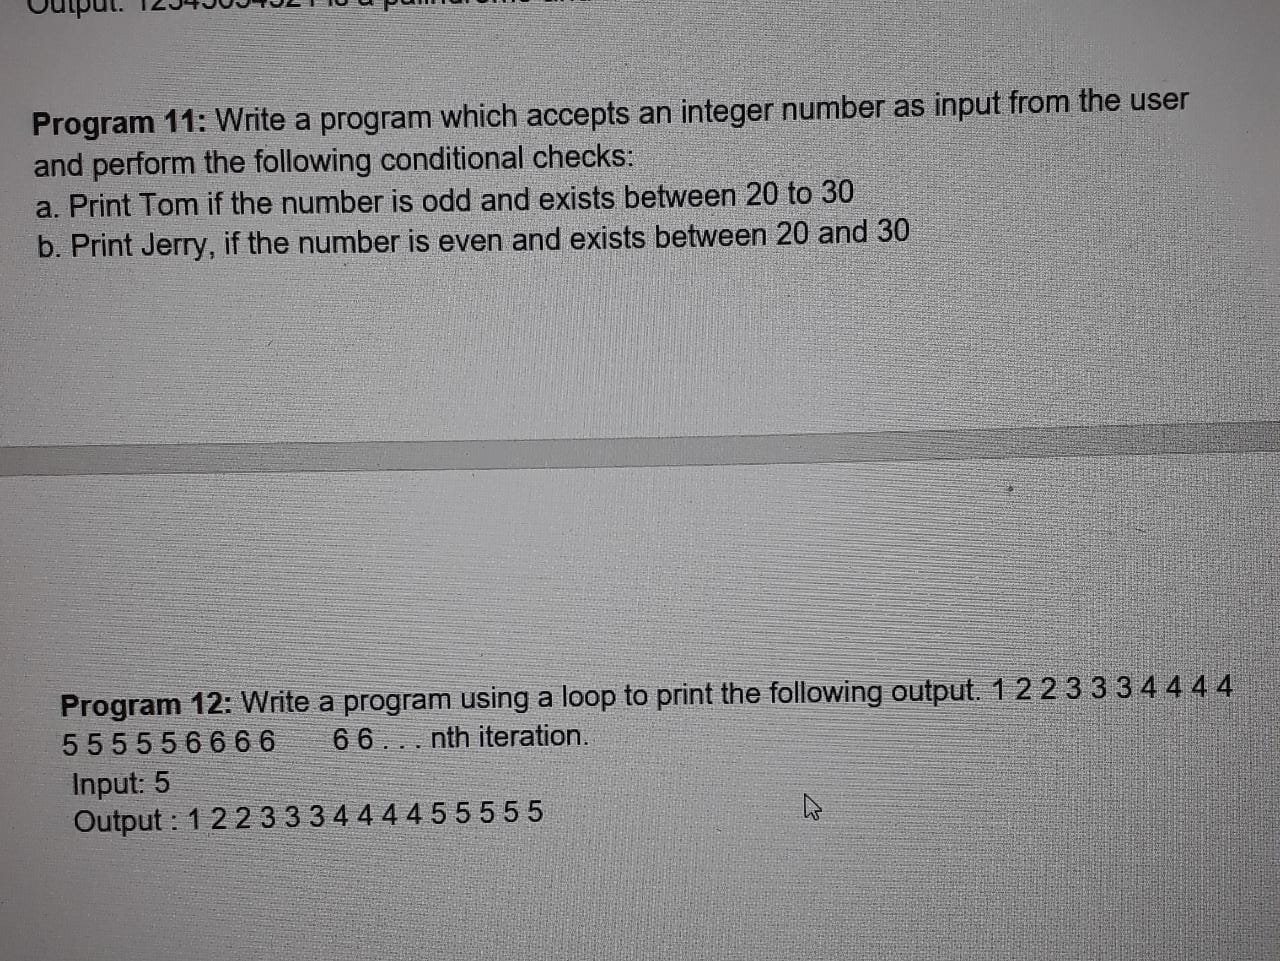 Program 11: Write a program which accepts an integer number as input from the user
and perform the following conditional checks:
a. Print Tom if the number is odd and exists between 20 to 30
b. Print Jerry, if the number is even and exists between 20 and 30
Program 12: Write a program using a loop to print the following output. 1 2 2 3 3 3 4 4 4 4
5 5 5 5 5 6 6 6 6 6 6 . . . nth iteration.
Input: 5
Output : 1 2 2 3 3 3 4 4 4 4 5 5 5 5 5